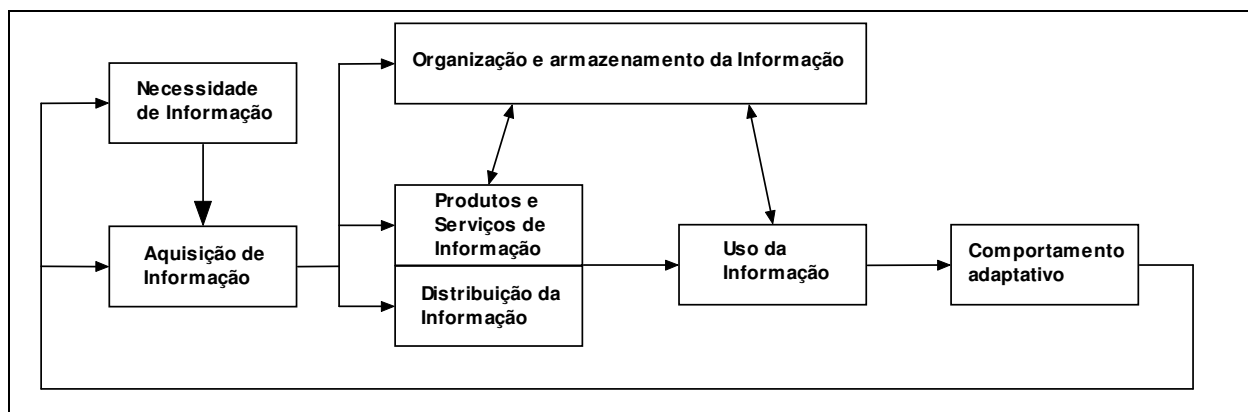 Organização e armazenamento da Informação
Necessidade
de Informação
Produtos e
Serviços de
Informação
Aquisição de
Informação
Uso da
Informação
Comportamento
adaptativo
Distribuição da
Informação